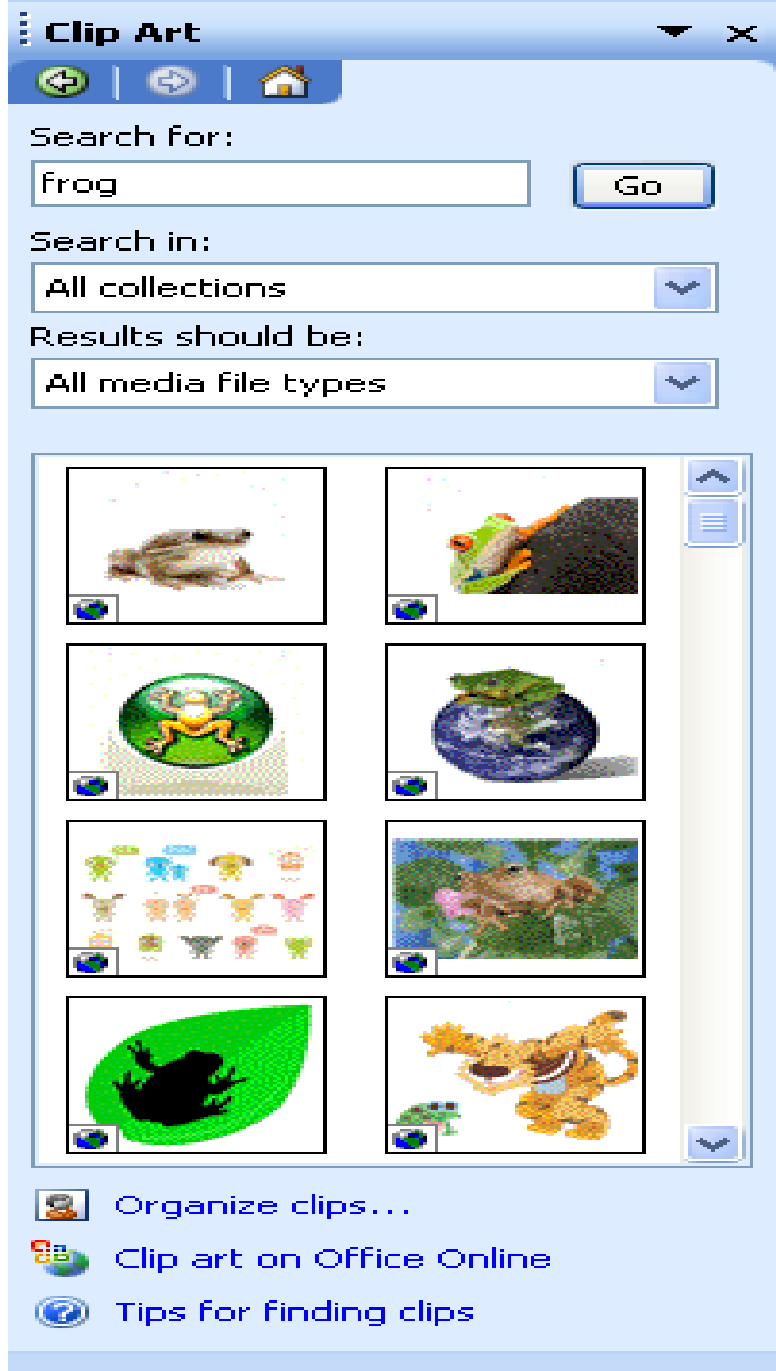 Clip Art
Search for:
frog
Go
Search in:
All collections
Results should be:
All media file types
Organize clips...
Clip art on Office Online
Tips for finding clips